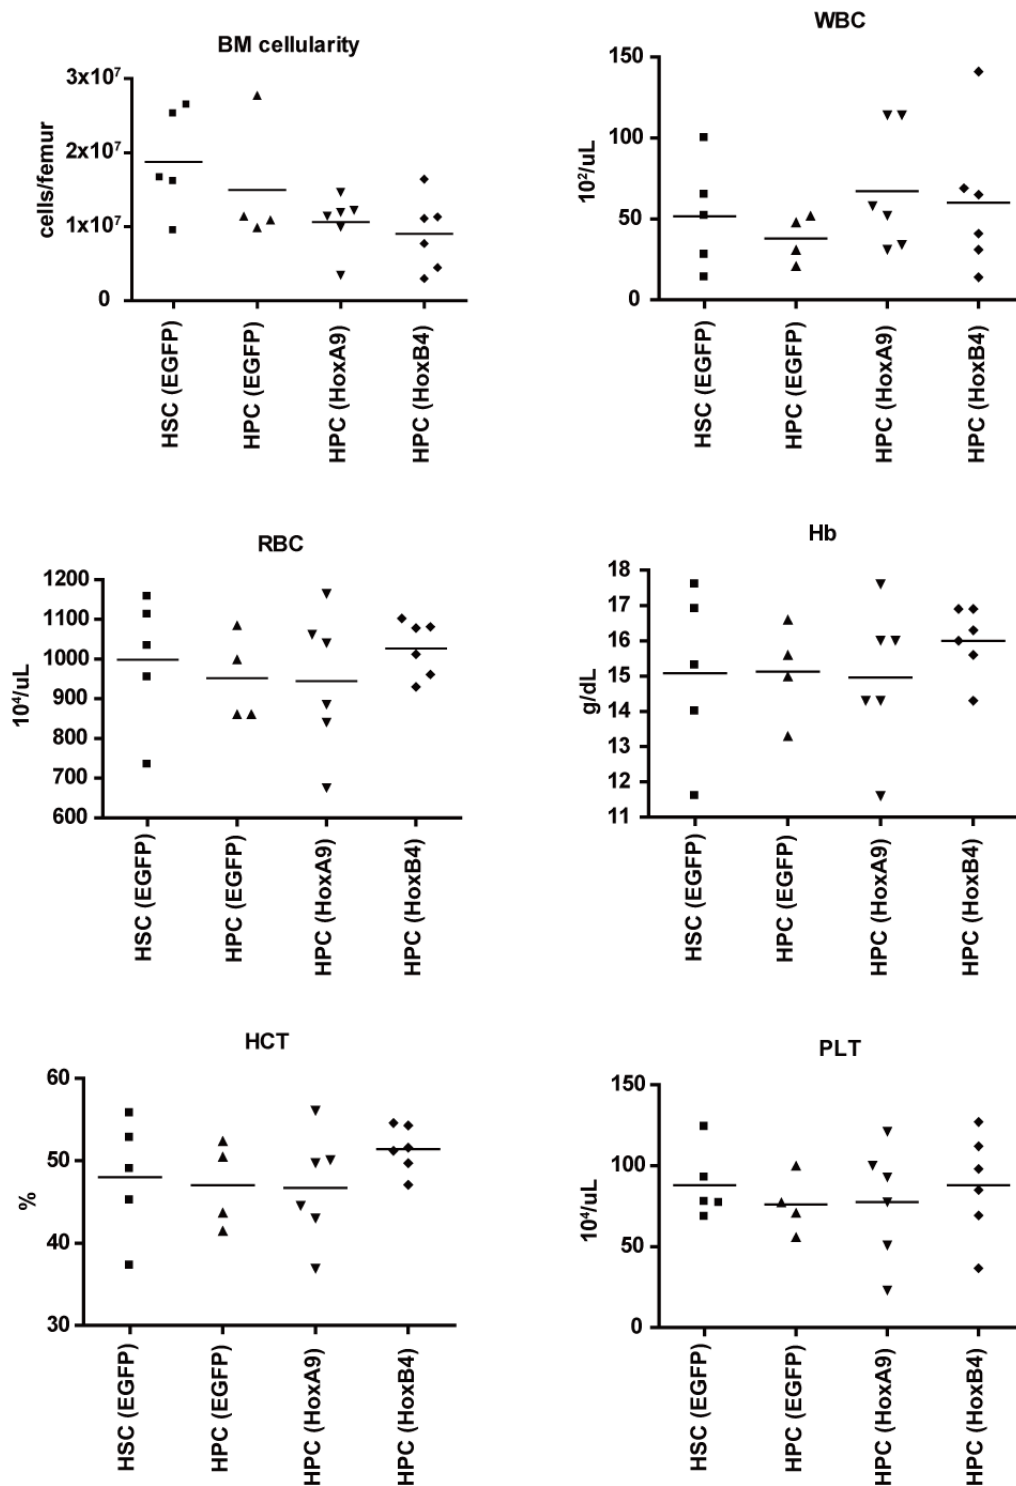 BM cellularity
3x10⁷
2x10⁷
1x10⁷
0
cells/femur
HSC (EGFP)
HPC (EGFP)
HPC (HoxA9)
HPC (HoxB4)
WBC
150
100
50
0
10²/uL
HSC (EGFP)
HPC (EGFP)
HPC (HoxA9)
HPC (HoxB4)
RBC
1200
1100
1000
900
800
700
600
10⁴/uL
HSC (EGFP)
HPC (EGFP)
HPC (HoxA9)
HPC (HoxB4)
Hb
18
17
16
15
14
13
12
11
g/dL
HSC (EGFP)
HPC (EGFP)
HPC (HoxA9)
HPC (HoxB4)
HCT
60
50
40
30
%
HSC (EGFP)
HPC (EGFP)
HPC (HoxA9)
HPC (HoxB4)
PLT
150
100
50
0
10⁴/uL
HSC (EGFP)
HPC (EGFP)
HPC (HoxA9)
HPC (HoxB4)